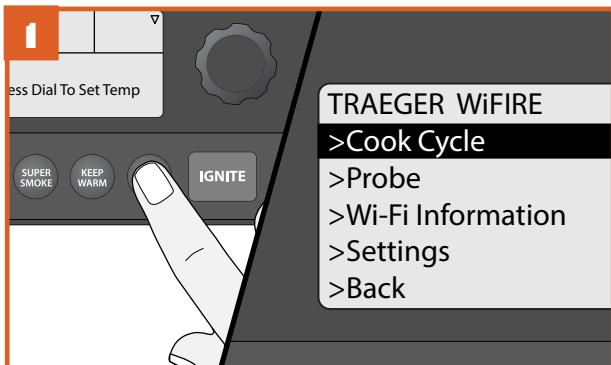 1
ess Dial To Set Temp
SUPER
SMOKE
KEEP
WARM
IGNITE
TRAEGER WiFIRE
>Cook Cycle
>Probe
>Wi-Fi Information
>Settings
>Back